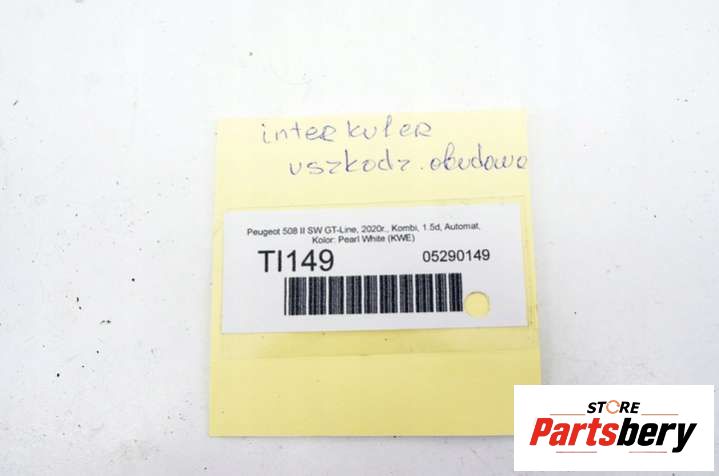 interkuler
uszkodz. obudowa
Peugeot 508 II SW GT-Line, 2020r., Kombi, 1.5d, Automat,
Kolor: Pearl White (KWE)
TI149 05290149
STORE
Partsbery